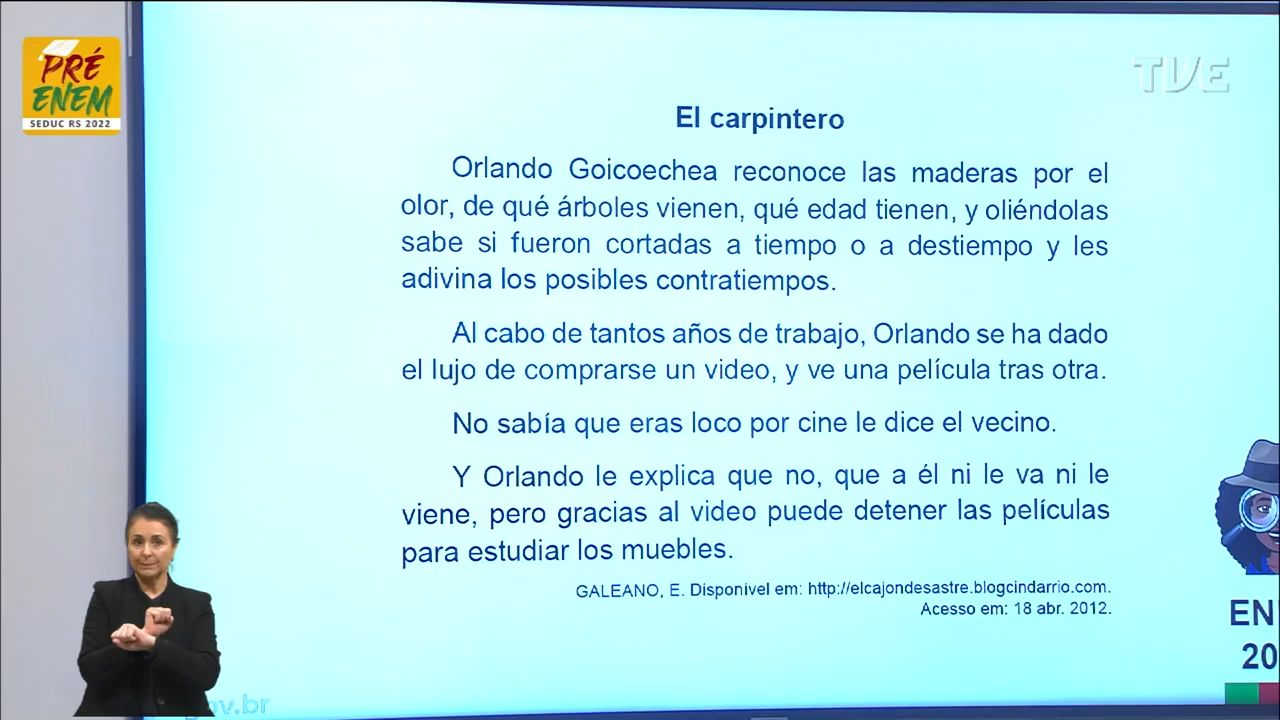 PRÉ
ENEM
SEDUC RS 2022
TVE
El carpintero
Orlando Goicoechea reconoce las maderas por el
olor, de qué árboles vienen, qué edad tienen, y oliéndolas
sabe si fueron cortadas a tiempo o a destiempo y les
adivina los posibles contratiempos.
Al cabo de tantos años de trabajo, Orlando se ha dado
el lujo de comprarse un video, y ve una película tras otra.
No sabía que eras loco por cine le dice el vecino.
Y Orlando le explica que no, que a él ni le va ni le
viene, pero gracias al video puede detener las películas
para estudiar los muebles.
GALEANO, E. Disponível em: http://elcajondesastre.blogcindarrio.com.
Acesso em: 18 abr. 2012.
EN
20
gov.br